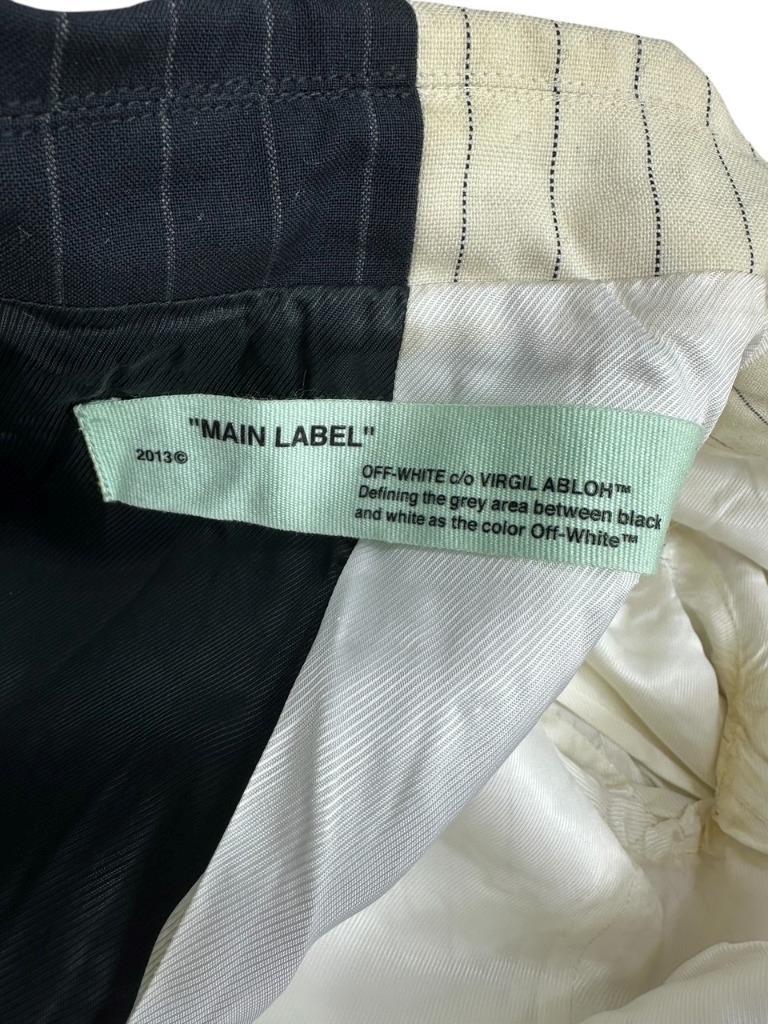 "MAIN LABEL"
2013©
OFF-WHITE c/o VIRGIL ABLOH™
Defining the grey area between black
and white as the color Off-White™